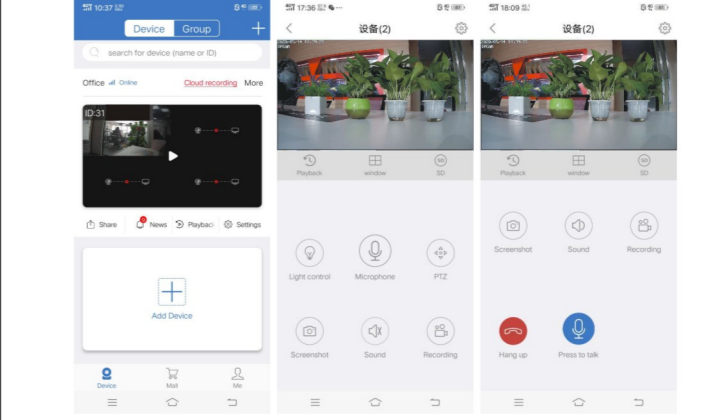 10:37
Device Group
search for device (name or ID)
Office Online Cloud recording More
ID:31
Share News Playbac Settings
Add Device
Device Mall Me
17:36
设备(2)
Playback window SD
Light control Microphone PTZ
Screenshot Sound Recording
18:09
设备(2)
Playback window SD
Screenshot Sound Recording
Hang up Press to talk